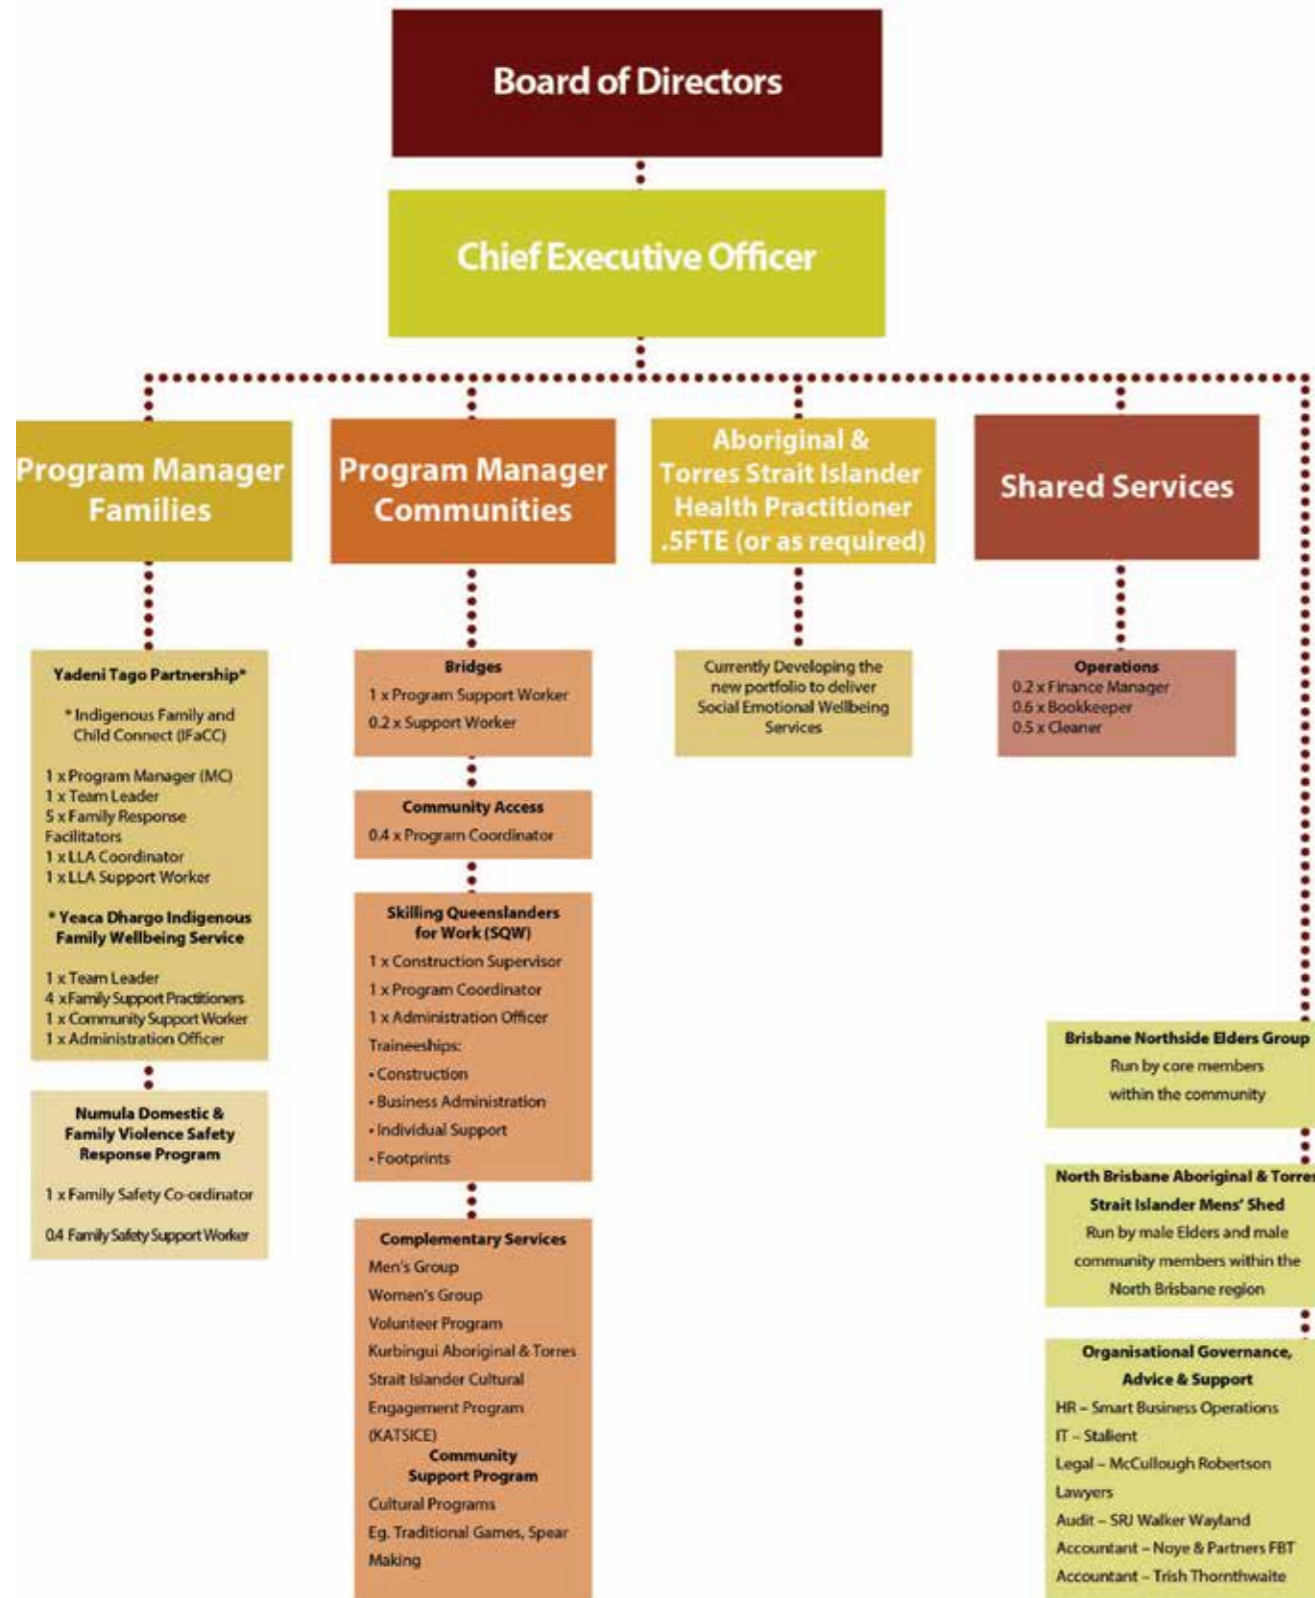 Board of Directors
Chief Executive Officer
Program Manager
Families
Program Manager
Communities
Aboriginal &
Torres Strait Islander
Health Practitioner
.5FTE (or as required)
Shared Services
Yadeni Tago Partnership*
* Indigenous Family and
Child Connect (IFaCC)
1 x Program Manager (MC)
1 x Team Leader
5 x Family Response
Facilitators
1 x LLA Coordinator
1 x LLA Support Worker
* Yeaca Dhargo Indigenous
Family Wellbeing Service
1 x Team Leader
4 xFamily Support Practitioners
1 x Community Support Worker
1 x Administration Officer
Numula Domestic &
Family Violence Safety
Response Program
1 x Family Safety Co-ordinator
0.4 Family Safety Support Worker
Bridges
1 x Program Support Worker
0.2 x Support Worker
Community Access
0.4 x Program Coordinator
Skilling Queenslanders
for Work (SQW)
1 x Construction Supervisor
1 x Program Coordinator
1 x Administration Officer
Traineeships:
• Construction
• Business Administration
• Individual Support
• Footprints
Complementary Services
Men's Group
Women's Group
Volunteer Program
Kurbingui Aboriginal & Torres
Strait Islander Cultural
Engagement Program
(KATSICE)
Community
Support Program
Cultural Programs
Eg. Traditional Games, Spear
Making
Currently Developing the
new portfolio to deliver
Social Emotional Wellbeing
Services
Operations
0.2 x Finance Manager
0.6 x Bookkeeper
0.5 x Cleaner
Brisbane Northside Elders Group
Run by core members
within the community
North Brisbane Aboriginal & Torres
Strait Islander Mens' Shed
Run by male Elders and male
community members within the
North Brisbane region
Organisational Governance,
Advice & Support
HR – Smart Business Operations
IT – Stallent
Legal – McCullough Robertson
Lawyers
Audit – SRJ Walker Wayland
Accountant – Noye & Partners FBT
Accountant – Trish Thornthwaite